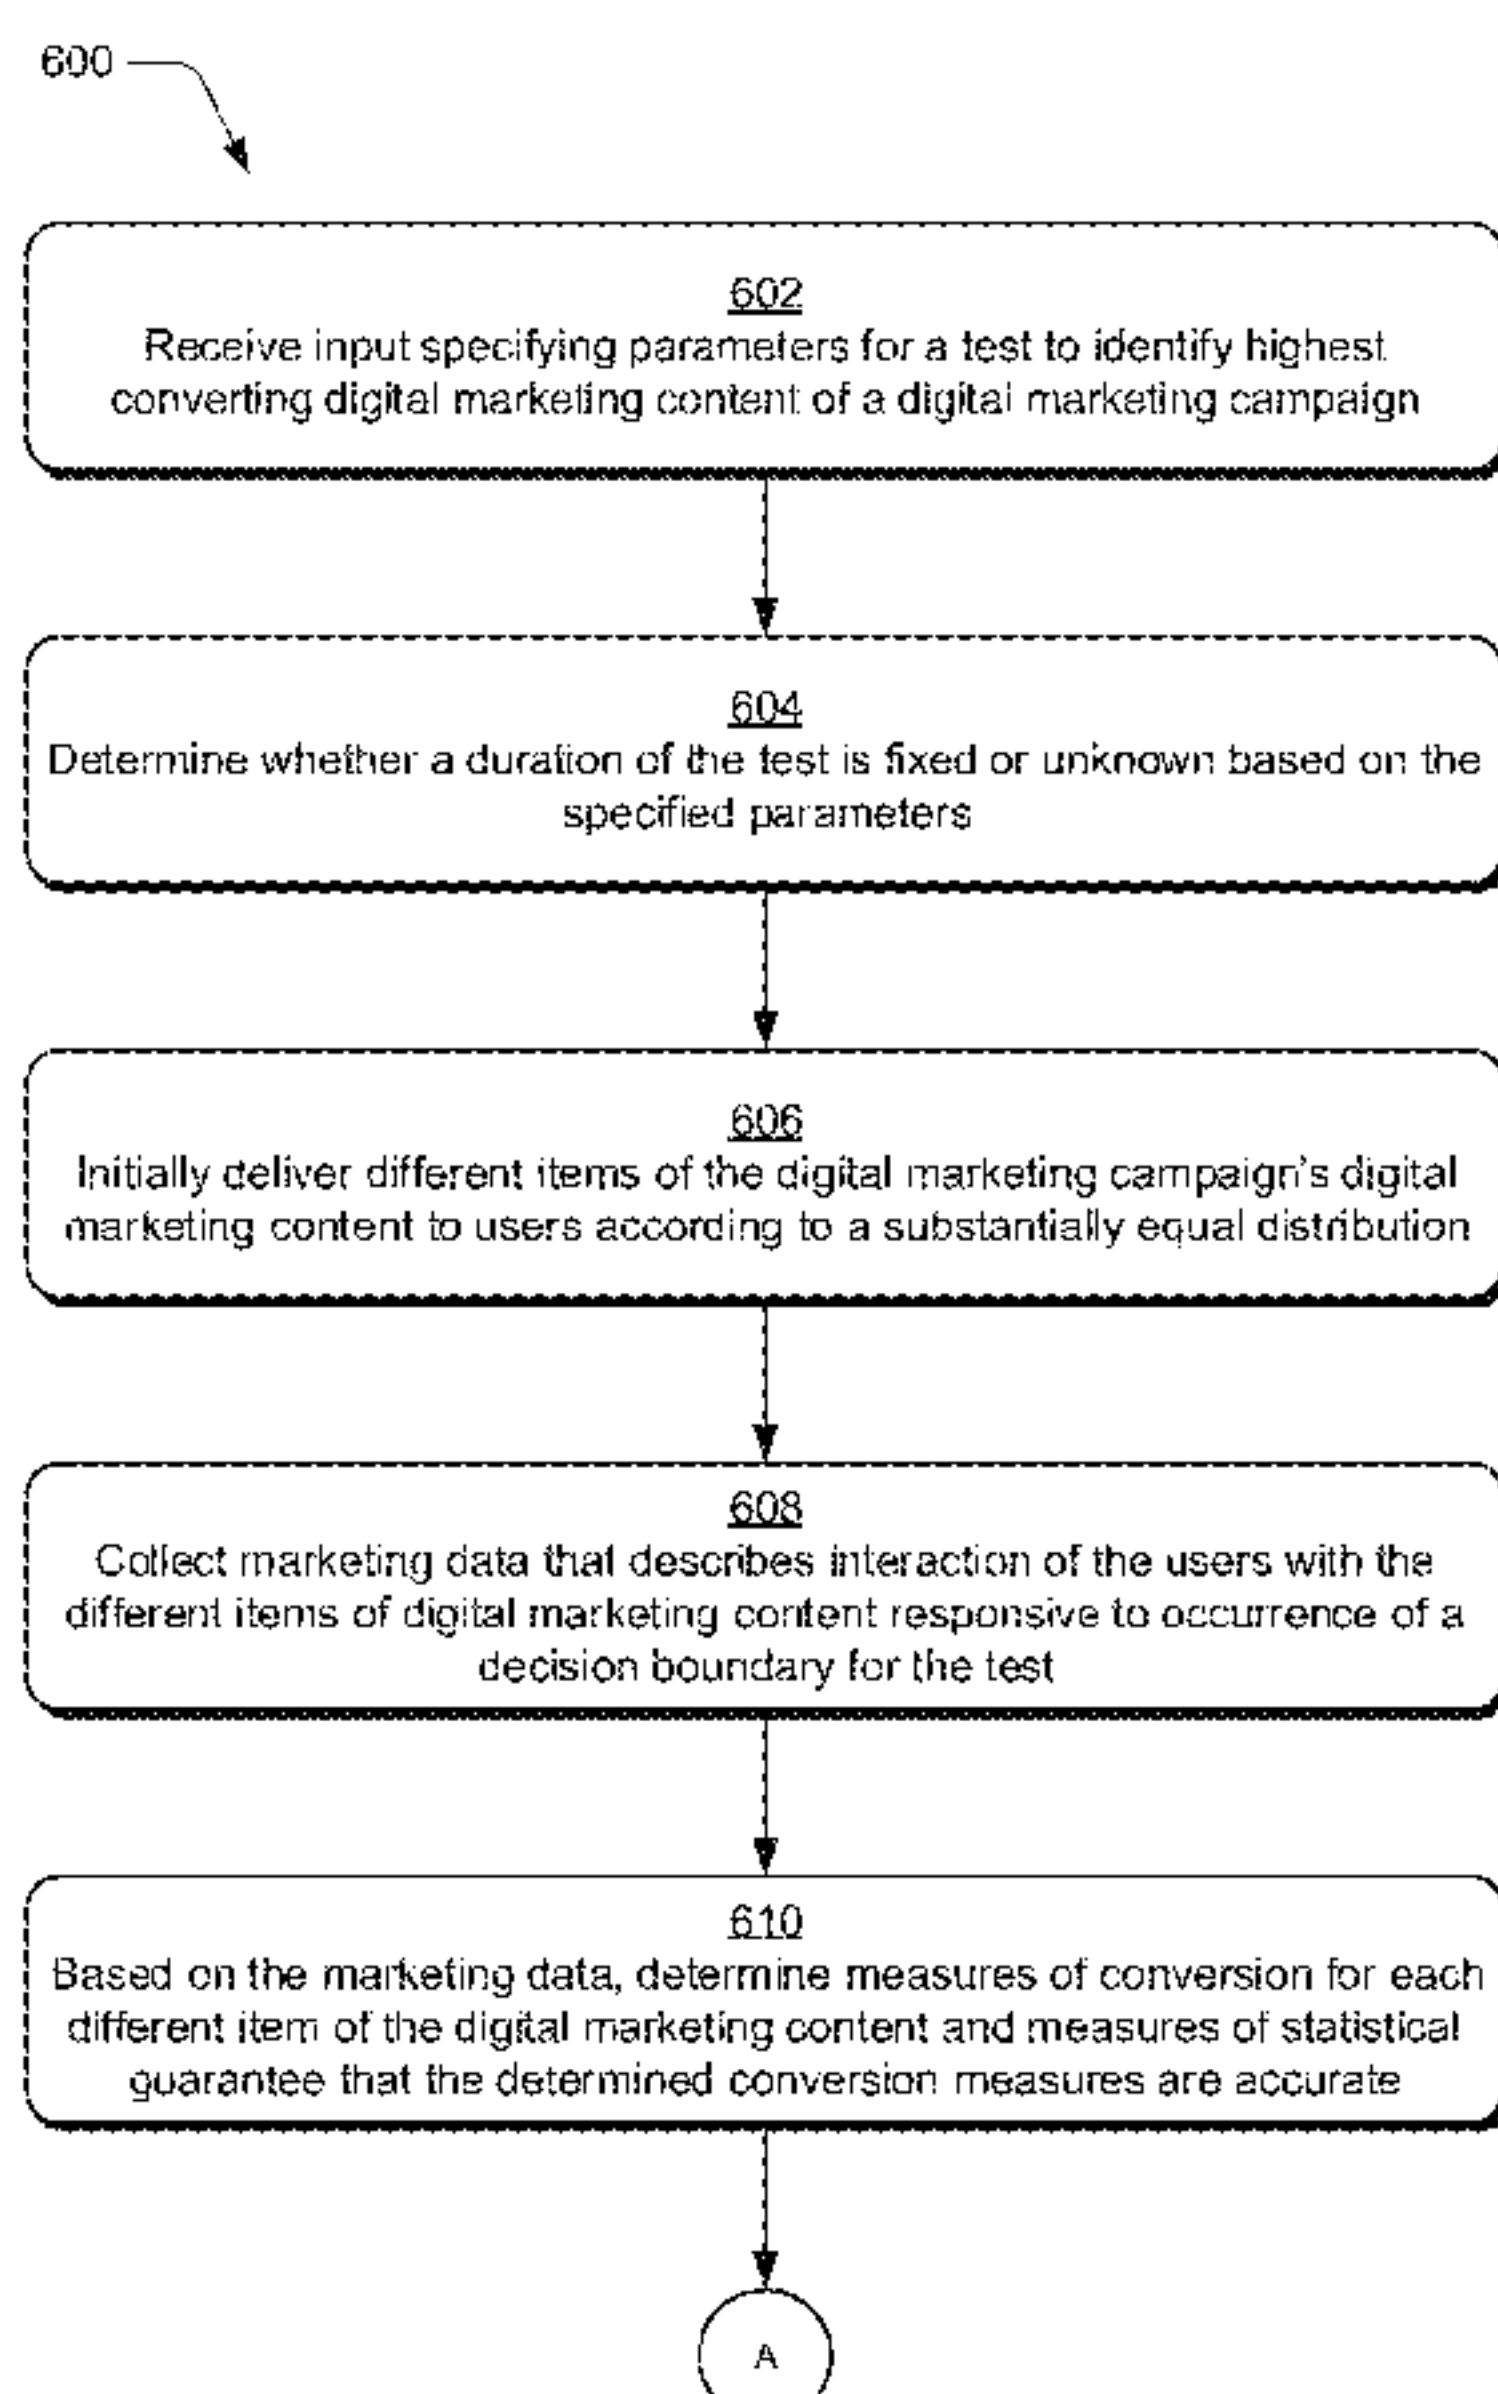 600
602
Receive input specifying parameters for a test to identify highest
converting digital marketing content of a digital marketing campaign
604
Determine whether a duration of the test is fixed or unknown based on the
specified parameters
606
Initially deliver different items of the digital marketing campaign's digital
marketing content to users according to a substantially equal distribution
608
Collect marketing data that describes interaction of the users with the
different items of digital marketing content responsive to occurrence of a
decision boundary for the test
610
Based on the marketing data, determine measures of conversion for each
different item of the digital marketing content and measures of statistical
guarantee that the determined conversion measures are accurate
A